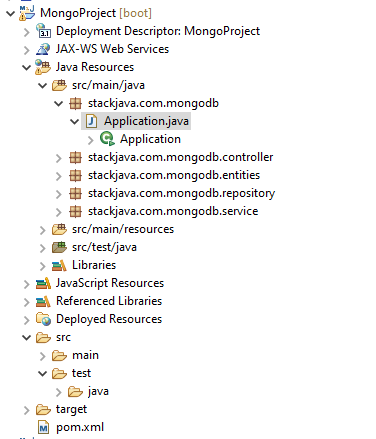 MongoProject [boot]
Deployment Descriptor: MongoProject
JAX-WS Web Services
Java Resources
src/main/java
stackjava.com.mongodb
Application.java
Application
stackjava.com.mongodb.controller
stackjava.com.mongodb.entities
stackjava.com.mongodb.repository
stackjava.com.mongodb.service
src/main/resources
src/test/java
Libraries
JavaScript Resources
Referenced Libraries
Deployed Resources
src
main
test
java
target
pom.xml